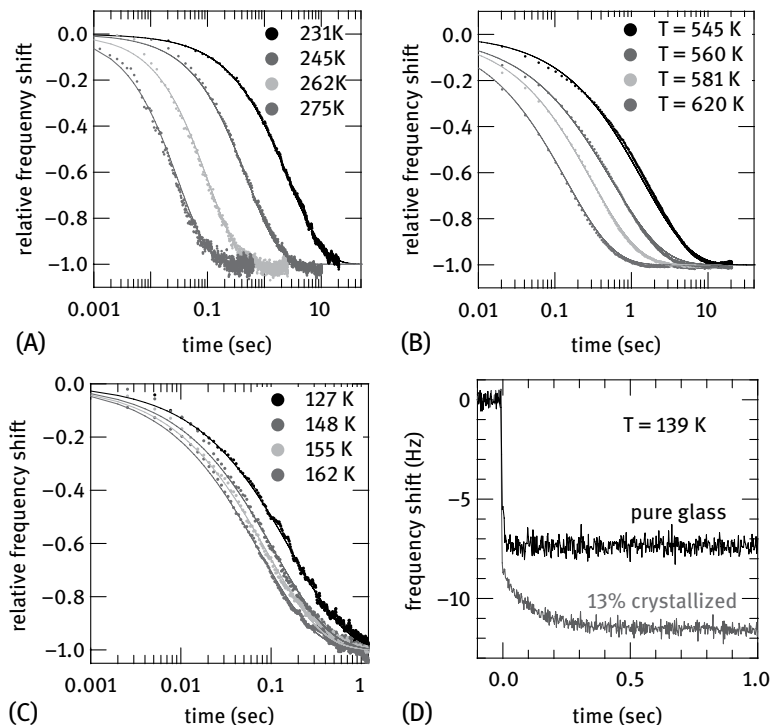 relative frequenvy shift
0.0
−0.2
−0.4
−0.6
−0.8
−1.0
231K
245K
262K
275K
0.001
0.1
10
time (sec)
(A)
relative frequency shift
0.0
−0.2
−0.4
−0.6
−0.8
−1.0
T = 545 K
T = 560 K
T = 581 K
T = 620 K
0.01
0.1
1
10
time (sec)
(B)
relative frequency shift
0.0
−0.2
−0.4
−0.6
−0.8
−1.0
127 K
148 K
155 K
162 K
0.001
0.01
0.1
1
time (sec)
(C)
frequency shift (Hz)
0
−5
−10
T = 139 K
pure glass
13% crystallized
0.0
0.5
1.0
time (sec)
(D)